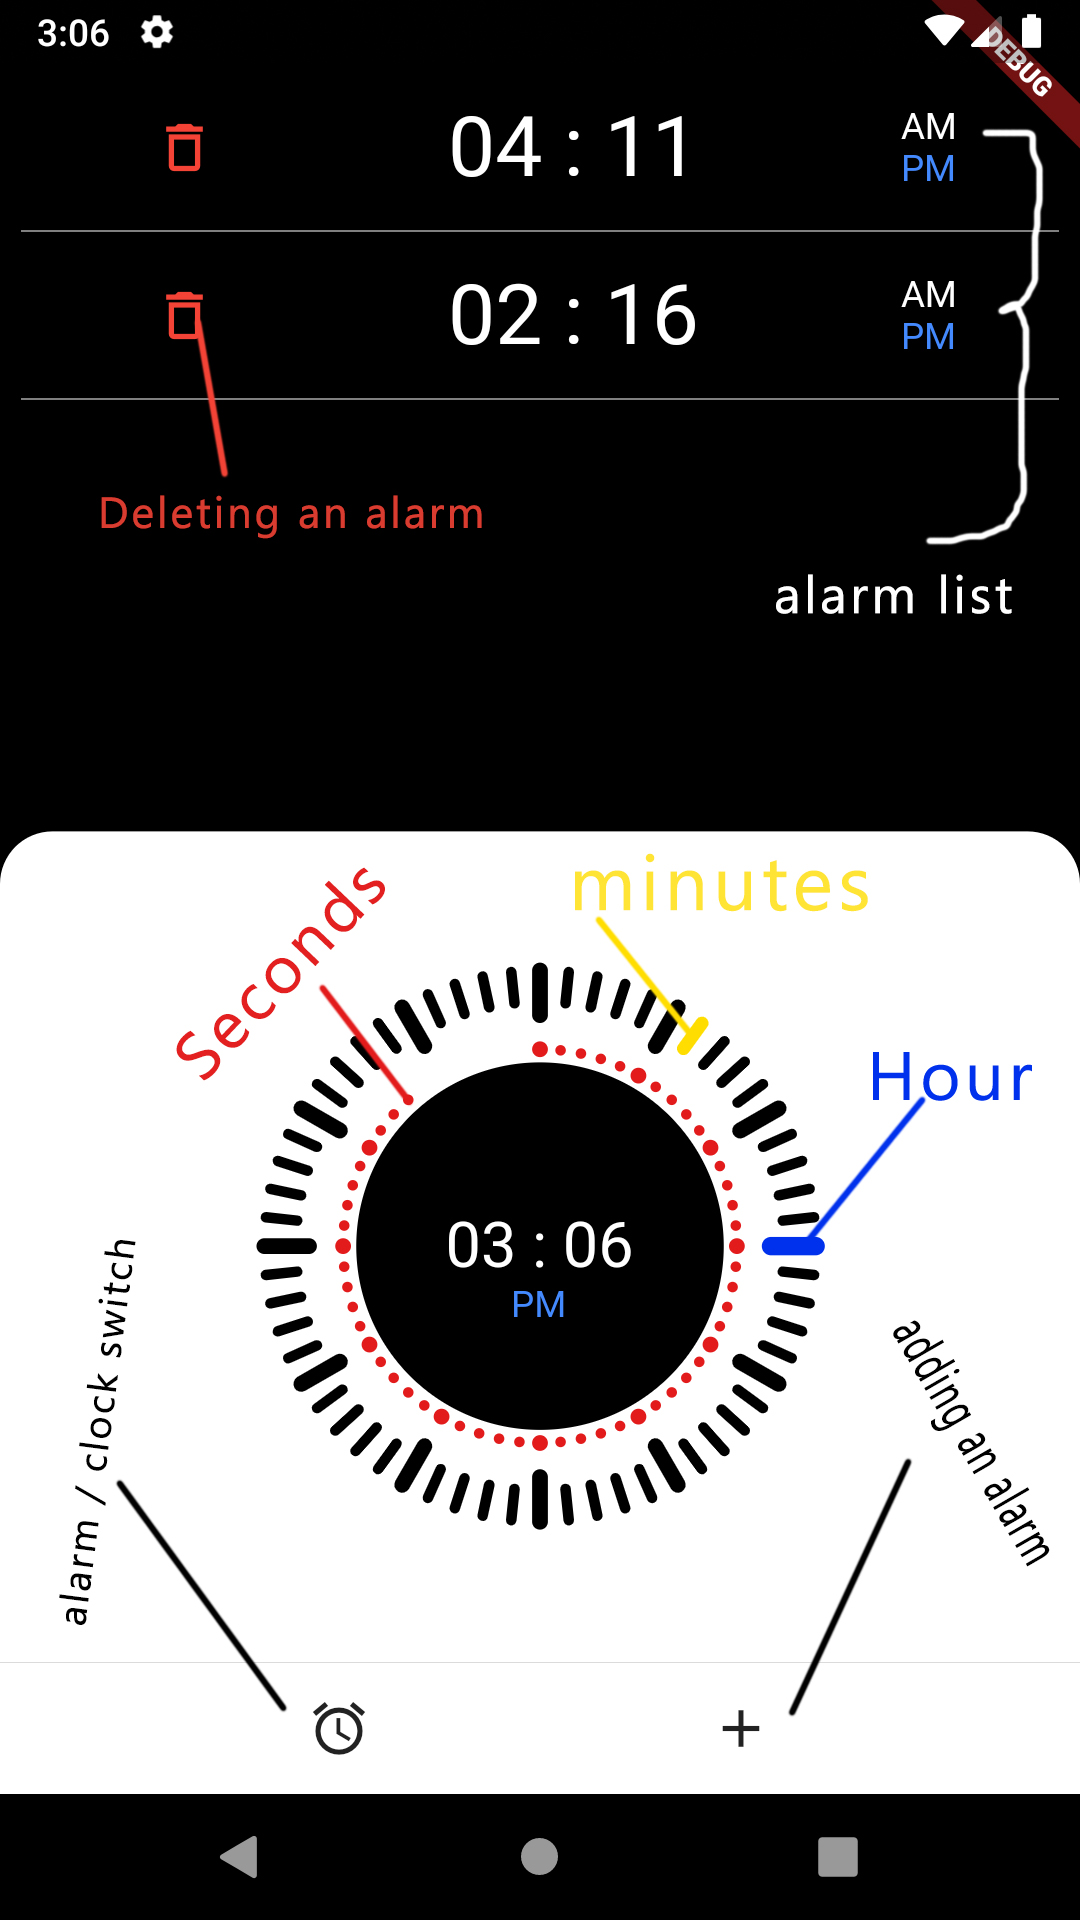 3:06
DEBUG
04 : 11
AM
PM
02 : 16
AM
PM
Deleting an alarm
alarm list
Seconds
minutes
Hour
03 : 06
PM
alarm / clock switch
adding an alarm